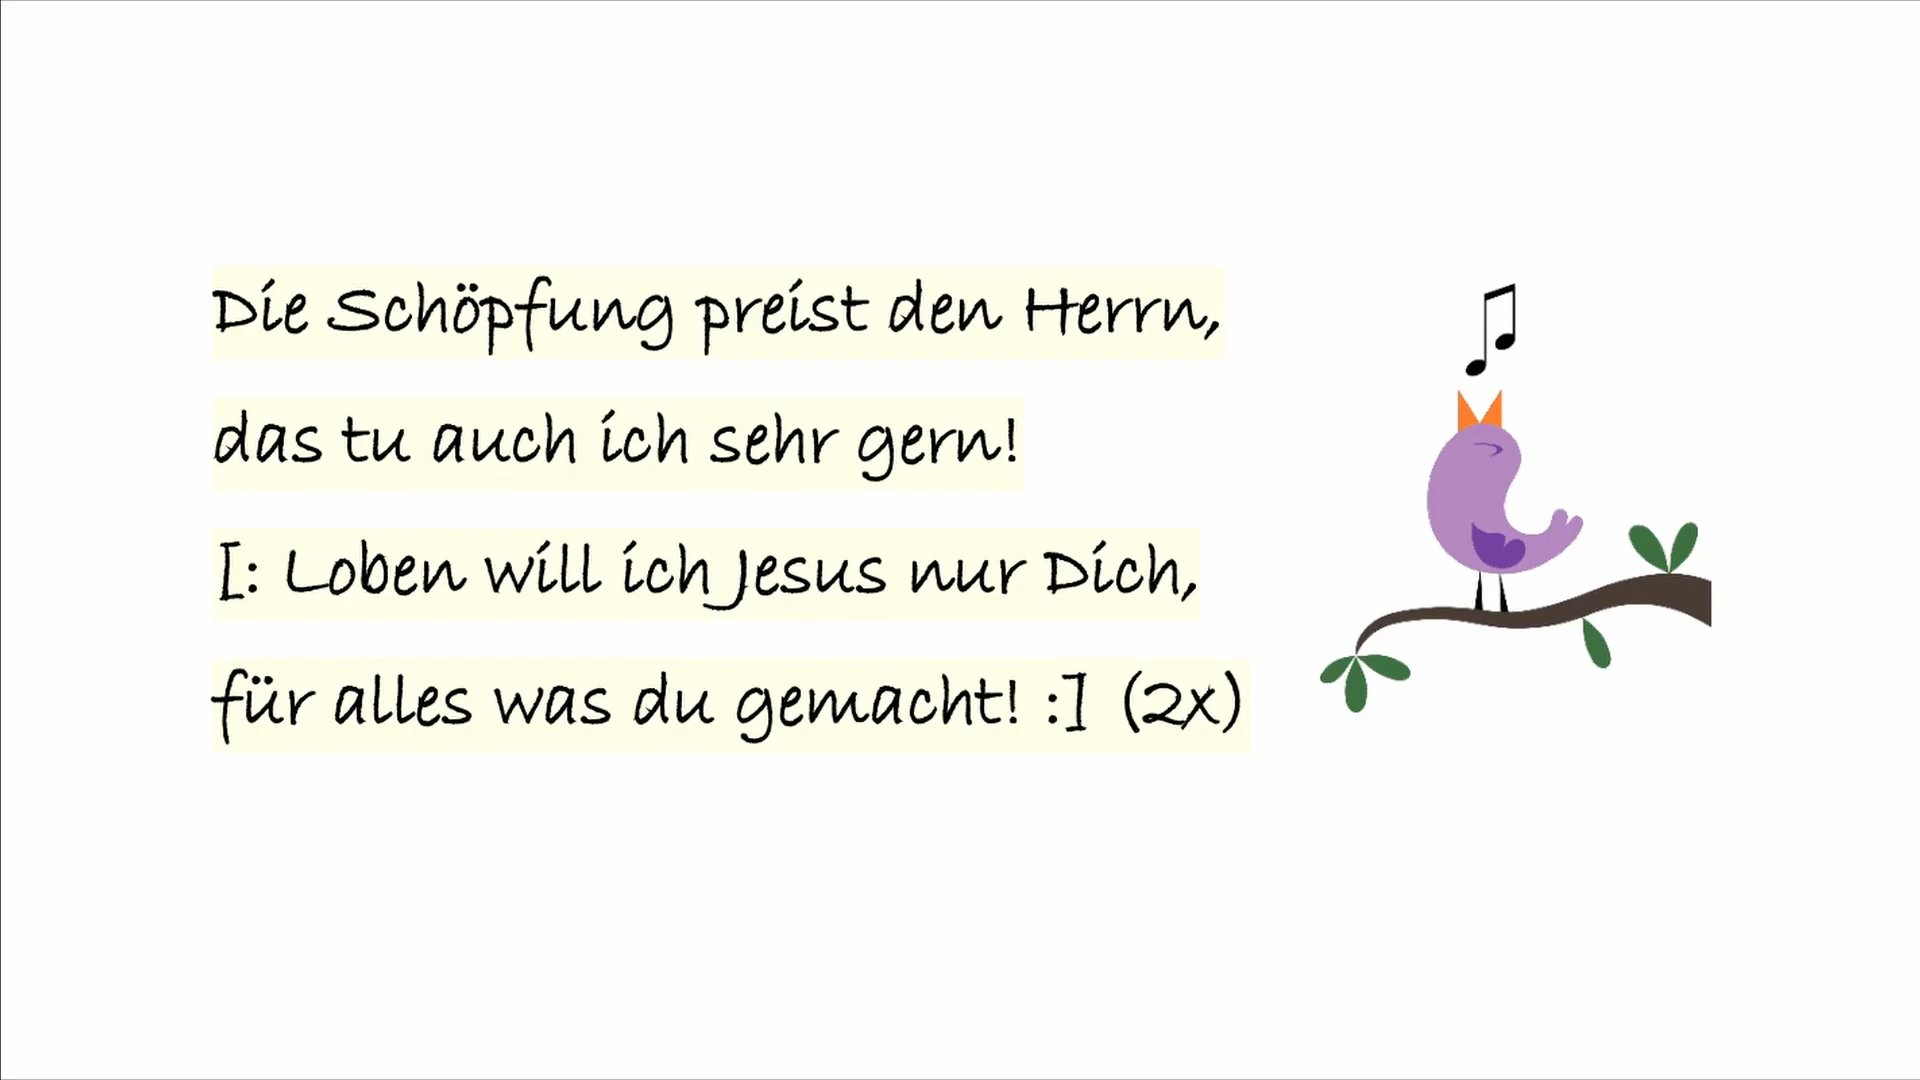 Die Schöpfung preist den Herrn,
das tu auch ich sehr gern!
[: Loben will ich Jesus nur Dich,
für alles was du gemacht! :] (2x)